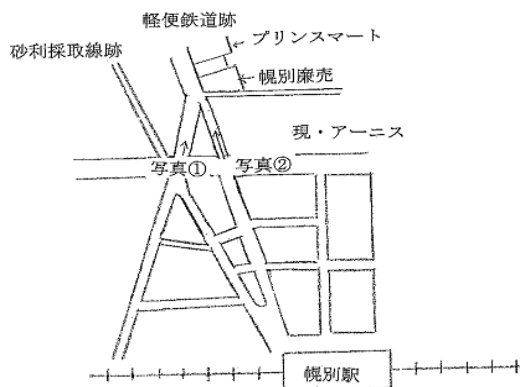 軽便鉄道跡
プリンスマート
砂利採取線跡
幌別廉売
現・アーニス
写真①
写真②
幌別駅